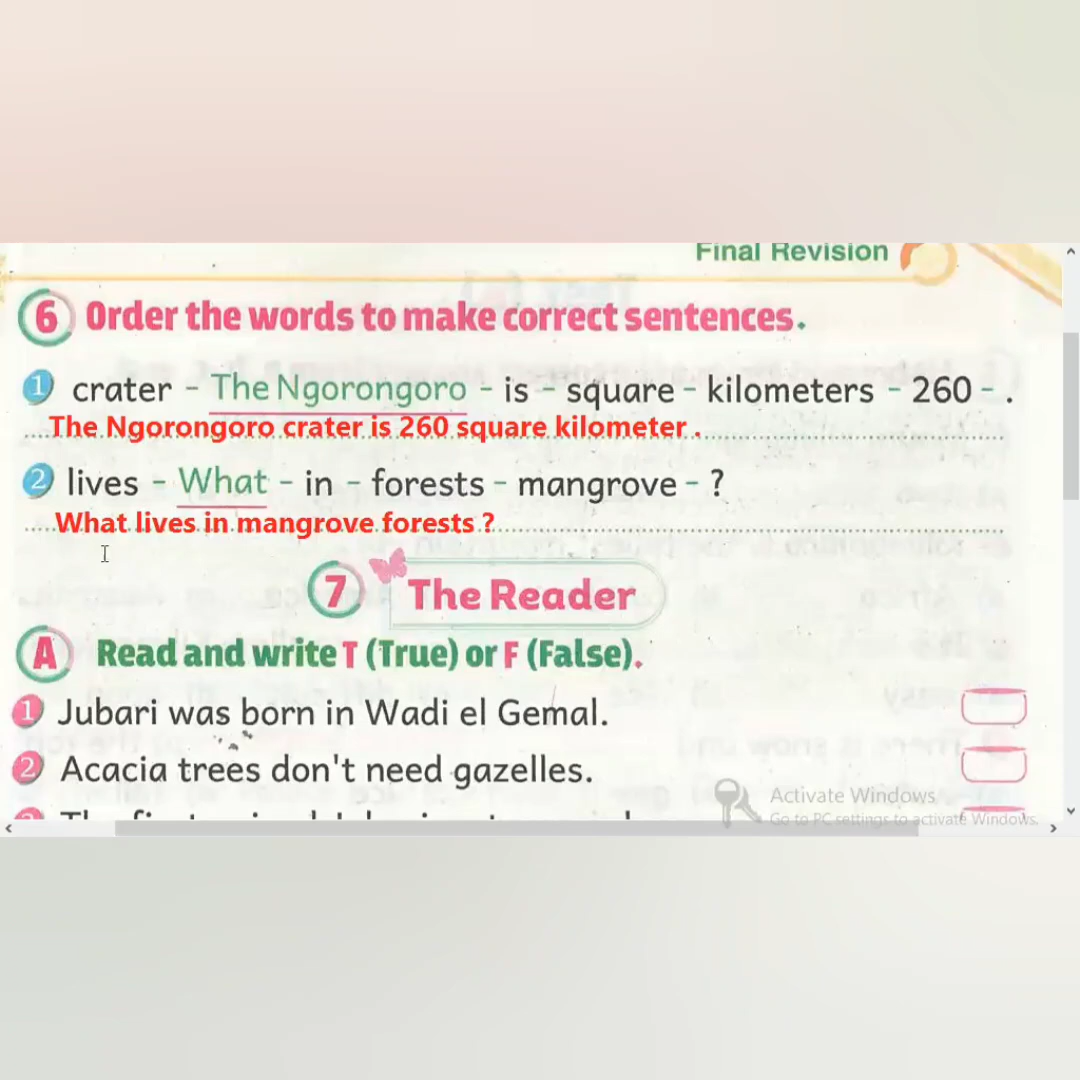 Final Revision
6 Order the words to make correct sentences.
1 crater - The Ngorongoro - is - square - kilometers - 260 - .
The Ngorongoro crater is 260 square kilometer .
2 lives - What - in - forests - mangrove - ?
What lives in mangrove forests ?
7 The Reader
A Read and write T (True) or F (False).
1 Jubari was born in Wadi el Gemal.
2 Acacia trees don't need gazelles.
Activate Windows
Go to PC settings to activate Windows.